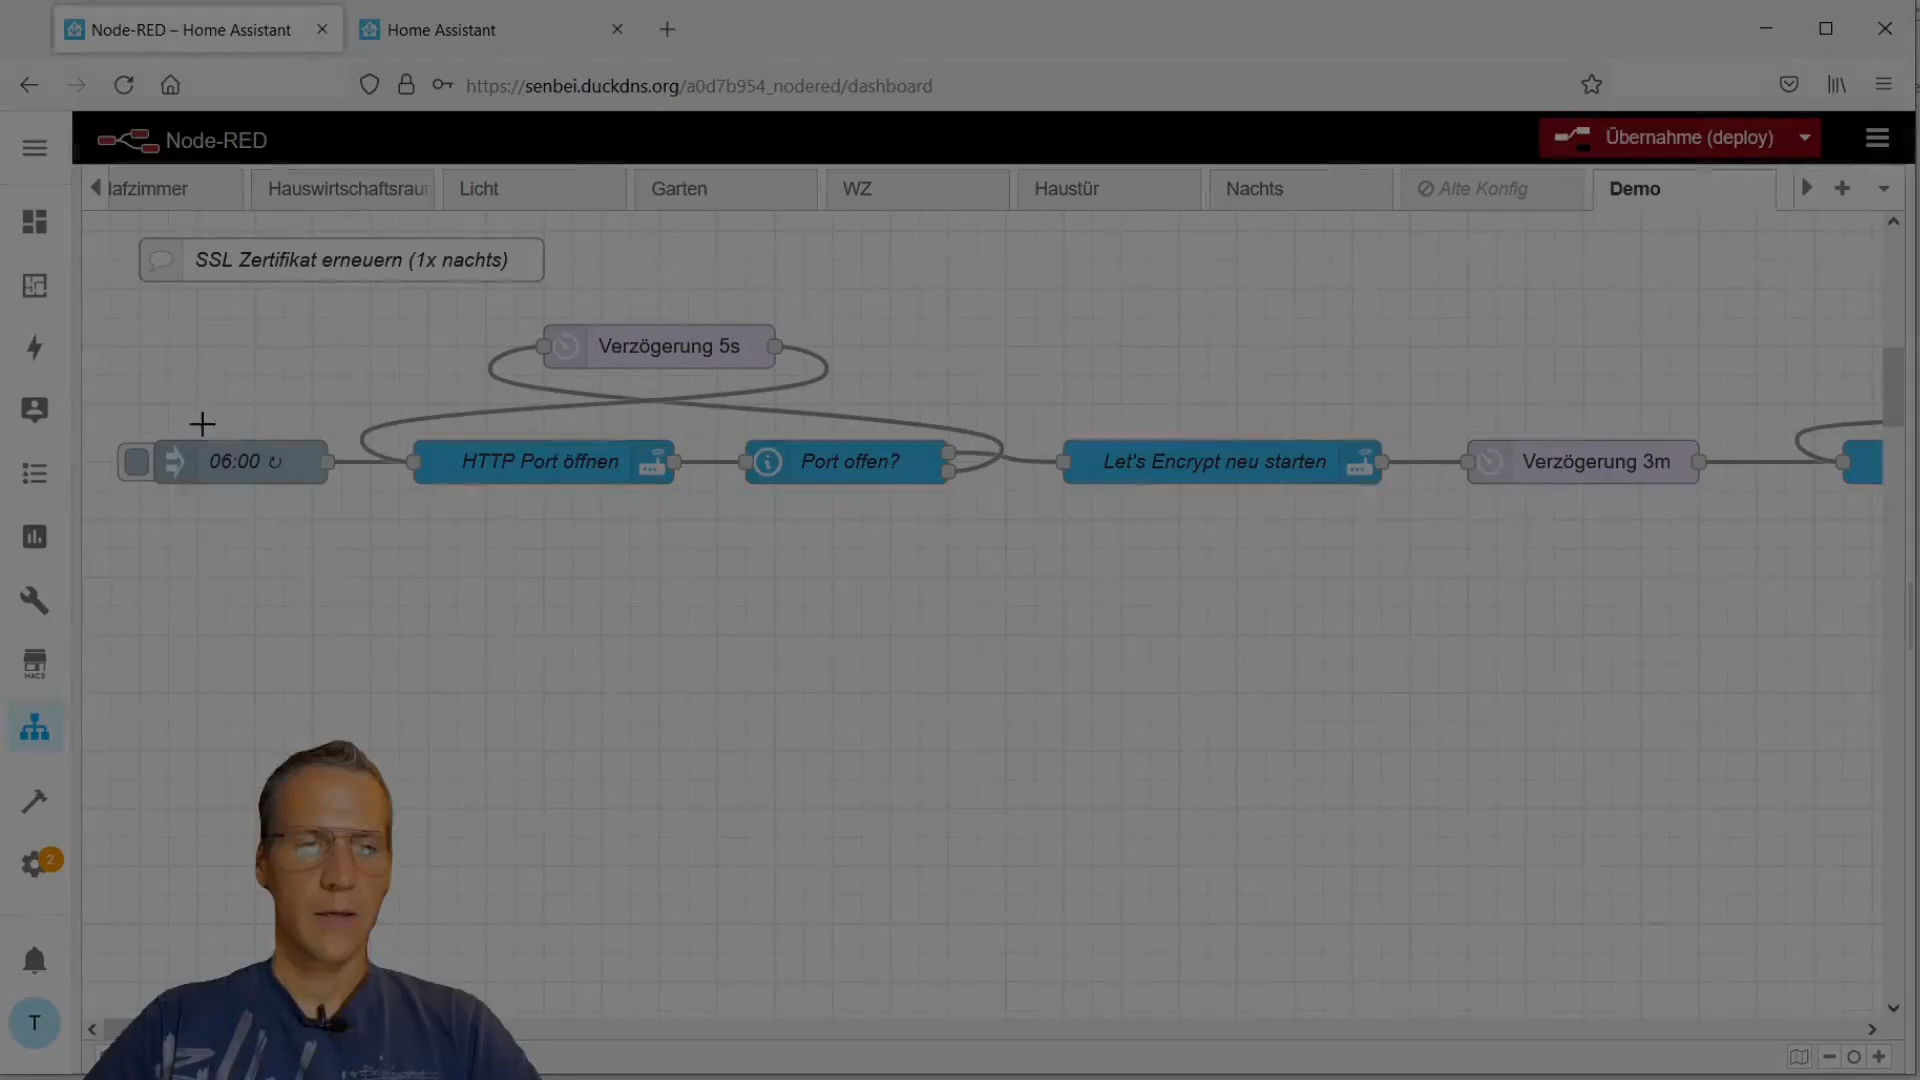 Node-RED – Home Assistant
Home Assistant
https://senbei.duckdns.org/a0d7b954_nodered/dashboard
Node-RED
Übernahme (deploy)
lafzimmer
Hauswirtschaftsraun
Licht
Garten
WZ
Haustür
Nachts
Alte Konfig
Demo
SSL Zertifikat erneuern (1x nachts)
Verzögerung 5s
06:00 ↻
HTTP Port öffnen
Port offen?
Let's Encrypt neu starten
Verzögerung 3m
HACS
2
T